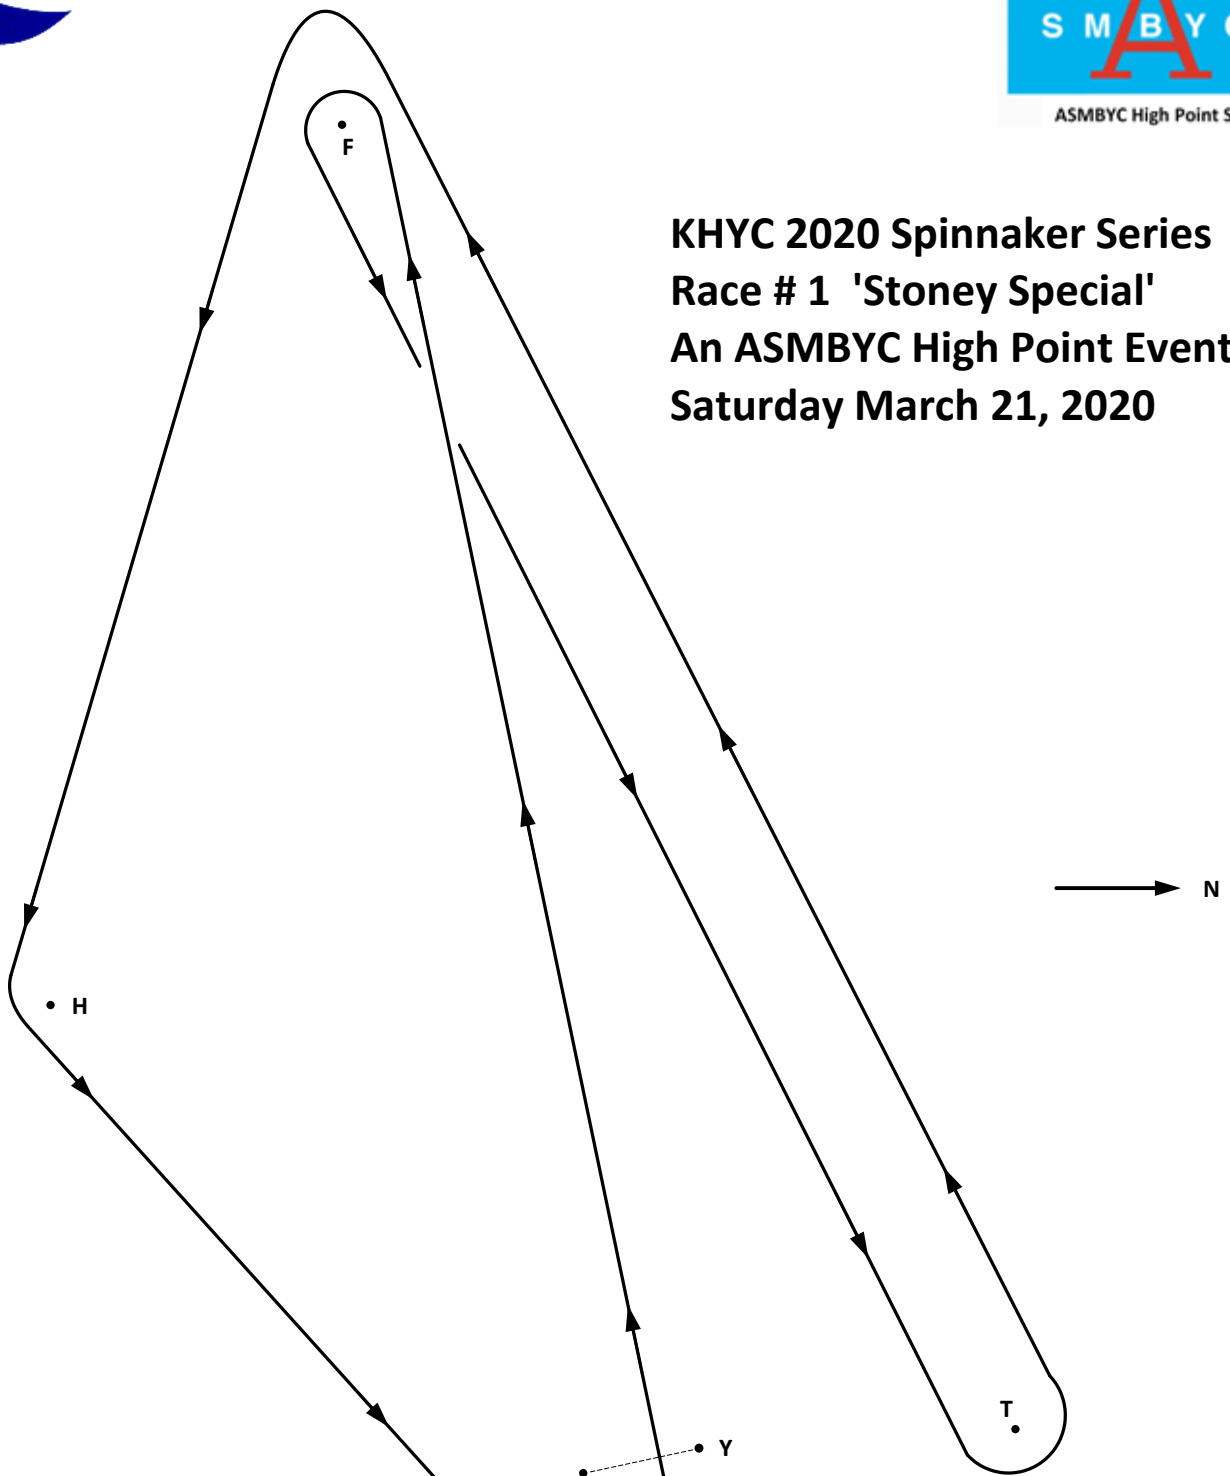 S M B Y
ASMBYC High Point S
F
KHYC 2020 Spinnaker Series
Race # 1 'Stoney Special'
An ASMBYC High Point Event
Saturday March 21, 2020
N
H
T
Y